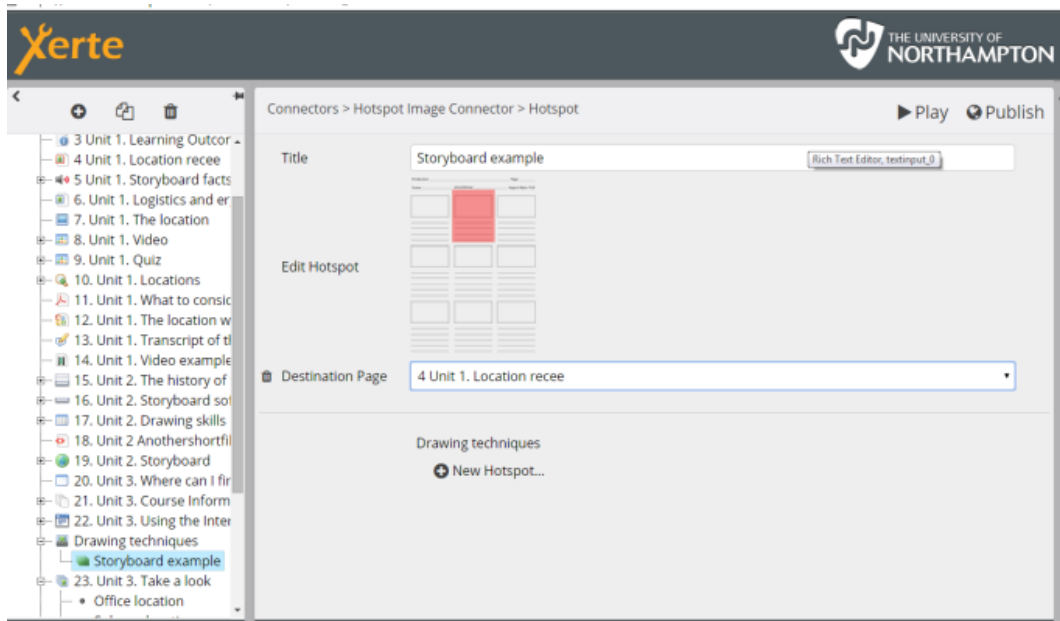 Xerte
THE UNIVERSITY OF
NORTHAMPTON
Connectors > Hotspot Image Connector > Hotspot
Play
Publish
3 Unit 1. Learning Outcor
4 Unit 1. Location recee
5 Unit 1. Storyboard facts
6. Unit 1. Logistics and er
7. Unit 1. The location
8. Unit 1. Video
9. Unit 1. Quiz
10. Unit 1. Locations
11. Unit 1. What to consic
12. Unit 1. The location w
13. Unit 1. Transcript of tl
14. Unit 1. Video example
15. Unit 2. The history of
16. Unit 2. Storyboard sof
17. Unit 2. Drawing skills
18. Unit 2 Anothershortfil
19. Unit 2. Storyboard
20. Unit 3. Where can I fir
21. Unit 3. Course Inform
22. Unit 3. Using the Inter
Drawing techniques
Storyboard example
23. Unit 3. Take a look
Office location
Title
Storyboard example
Rich Text Editor, textinput_0
Edit Hotspot
Destination Page
4 Unit 1. Location recee
Drawing techniques
New Hotspot...